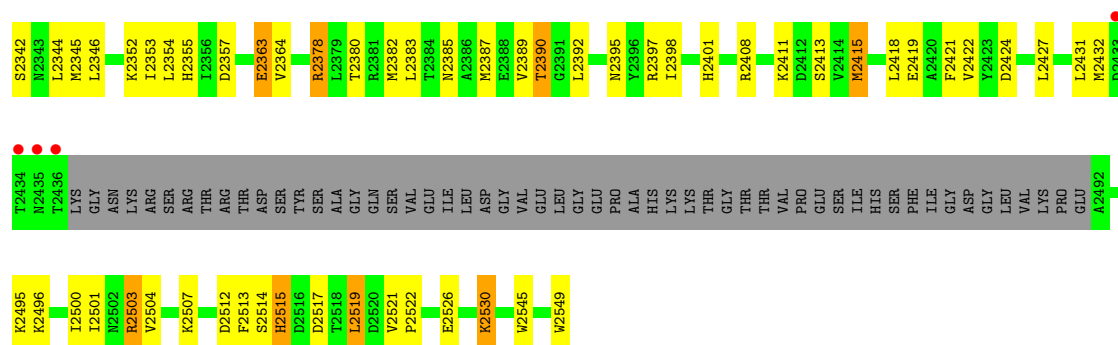 S2342 N2343 L2344 M2345 L2346 K2352 I2353 L2354 H2355 I2356 D2357 E2363 V2364 R2378 L2379 T2380 R2381 M2382 L2383 T2384 N2385 A2386 M2387 E2388 V2389 T2390 G2391 L2392 N2395 Y2396 R2397 I2398 H2401 R2408 K2411 D2412 S2413 V2414 M2415 L2418 E2419 A2420 F2421 V2422 Y2423 D2424 L2427 L2431 M2432
T2434 N2435 T2436 LYS GLY ASN LYS ARG SER ARG THR ARG THR ASP SER TYR SER ALA GLY GLN SER VAL GLU ILE LEU ASP GLY VAL GLU LEU GLY GLU PRO ALA HIS LYS LYS THR GLY THR THR VAL PRO GLU SER ILE HIS SER PHE ILE GLY ASP GLY LEU VAL LYS PRO GLU A2492
K2495 K2496 I2500 I2501 N2502 R2503 V2504 K2507 D2512 F2513 S2514 H2515 D2516 D2517 T2518 L2519 D2520 V2521 P2522 E2526 K2530 W2545 W2549